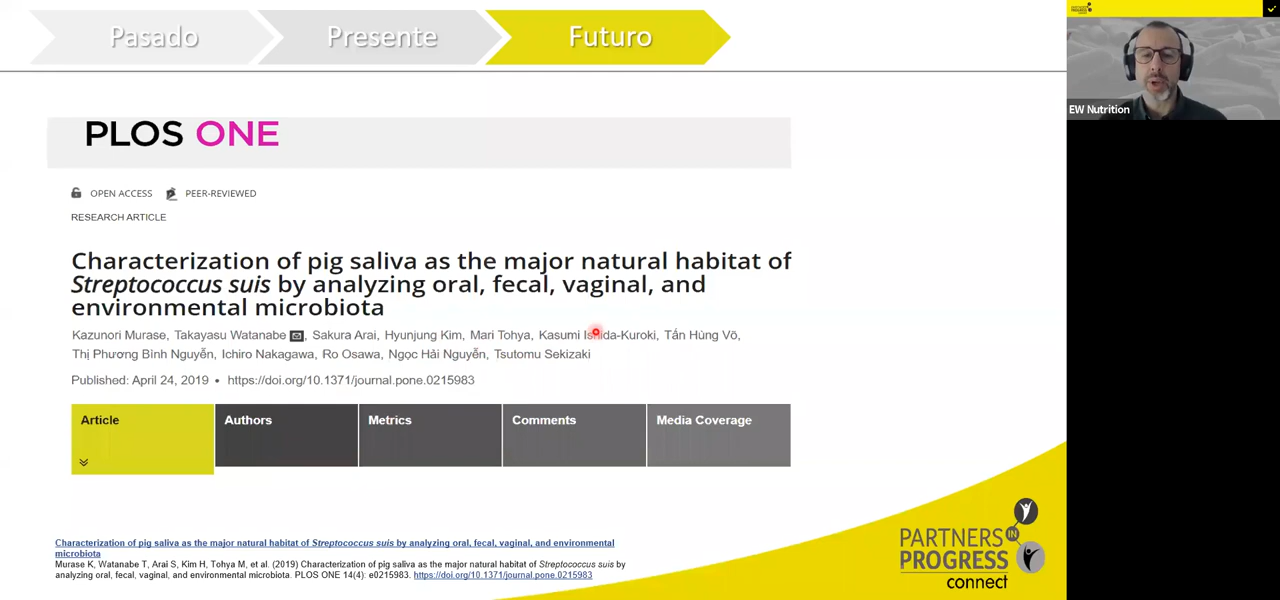 Pasado
Presente
Futuro
PLOS ONE
OPEN ACCESS PEER-REVIEWED
RESEARCH ARTICLE
Characterization of pig saliva as the major natural habitat of
Streptococcus suis by analyzing oral, fecal, vaginal, and
environmental microbiota
Kazunori Murase, Takayasu Watanabe, Sakura Arai, Hyunjung Kim, Mari Tohya, Kasumi Ishida-Kuroki, Tấn Hùng Võ,
Thị Phương Bình Nguyễn, Ichiro Nakagawa, Ro Osawa, Ngọc Hải Nguyễn, Tsutomu Sekizaki
Published: April 24, 2019 • https://doi.org/10.1371/journal.pone.0215983
Article
Authors
Metrics
Comments
Media Coverage
Characterization of pig saliva as the major natural habitat of Streptococcus suis by analyzing oral, fecal, vaginal, and environmental
microbiota
Murase K, Watanabe T, Arai S, Kim H, Tohya M, et al. (2019) Characterization of pig saliva as the major natural habitat of Streptococcus suis by
analyzing oral, fecal, vaginal, and environmental microbiota. PLOS ONE 14(4): e0215983. https://doi.org/10.1371/journal.pone.0215983
PARTNERS IN
PROGRESS
connect
EW Nutrition